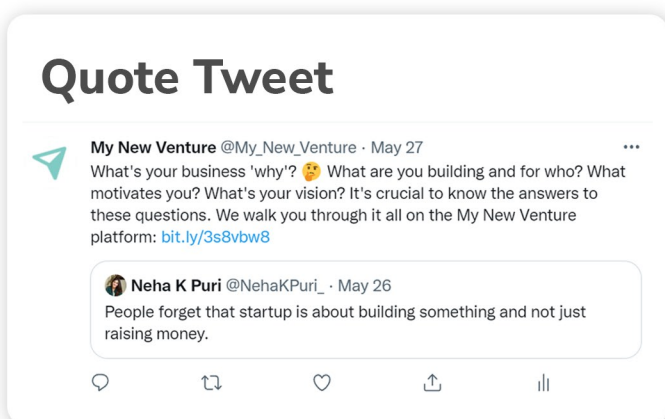 Quote Tweet
My New Venture @My_New_Venture · May 27
What's your business 'why'? 🤔 What are you building and for who? What
motivates you? What's your vision? It's crucial to know the answers to
these questions. We walk you through it all on the My New Venture
platform: bit.ly/3s8vbw8
Neha K Puri @NehaKPuri_ · May 26
People forget that startup is about building something and not just
raising money.